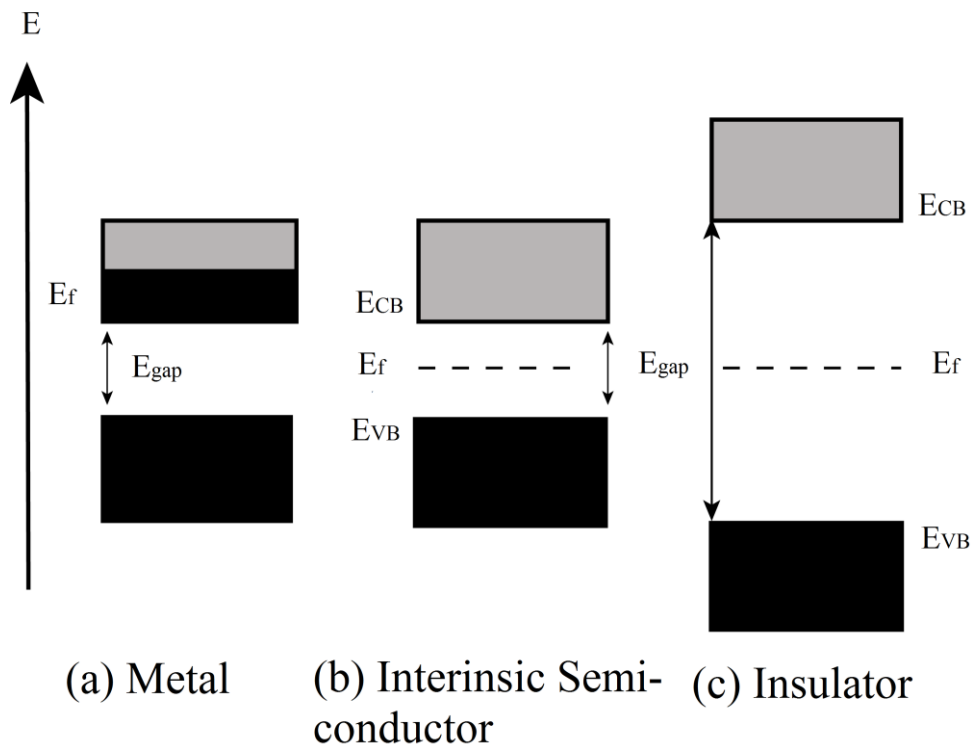 E
ECB
Ef
ECB
Egap
Ef
Egap
Ef
EVB
EVB
(a) Metal
(b) Interinsic Semi-
conductor
(c) Insulator